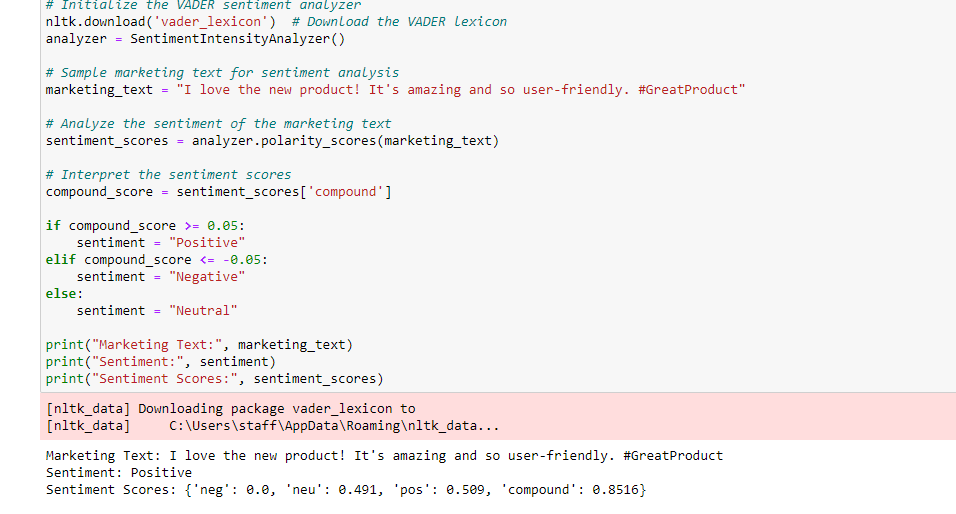 # Initialize the VADER sentiment analyzer
nltk.download('vader_lexicon')  # Download the VADER lexicon
analyzer = SentimentIntensityAnalyzer()

# Sample marketing text for sentiment analysis
marketing_text = "I love the new product! It's amazing and so user-friendly. #GreatProduct"

# Analyze the sentiment of the marketing text
sentiment_scores = analyzer.polarity_scores(marketing_text)

# Interpret the sentiment scores
compound_score = sentiment_scores['compound']

if compound_score >= 0.05:
    sentiment = "Positive"
elif compound_score <= -0.05:
    sentiment = "Negative"
else:
    sentiment = "Neutral"

print("Marketing Text:", marketing_text)
print("Sentiment:", sentiment)
print("Sentiment Scores:", sentiment_scores)
[nltk_data] Downloading package vader_lexicon to
[nltk_data]     C:\Users\staff\AppData\Roaming\nltk_data...
Marketing Text: I love the new product! It's amazing and so user-friendly. #GreatProduct
Sentiment: Positive
Sentiment Scores: {'neg': 0.0, 'neu': 0.491, 'pos': 0.509, 'compound': 0.8516}